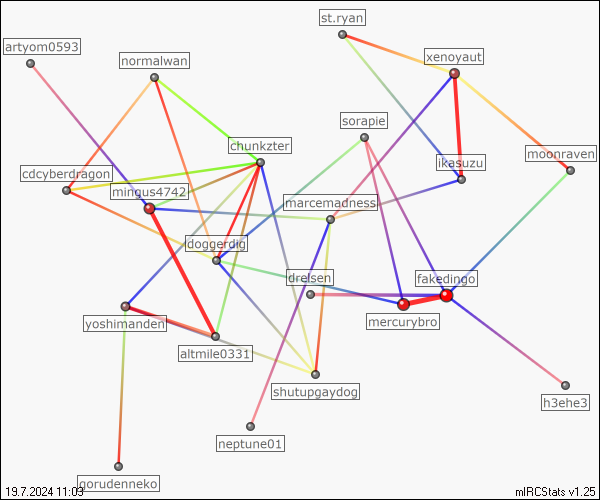 st.ryan
artyom0593
normalwan
xenoyaut
sorapie
chunkzter
moonraven
ikasuzu
cdcyberdragon
mingus4742
marcemadness
doggerdig
drelsen
fakedingo
mercurybro
yoshimanden
altmile0331
shutupgaydog
h3ehe3
neptune01
gorudenneko
19.7.2024 11:03
mIRCStats v1.25